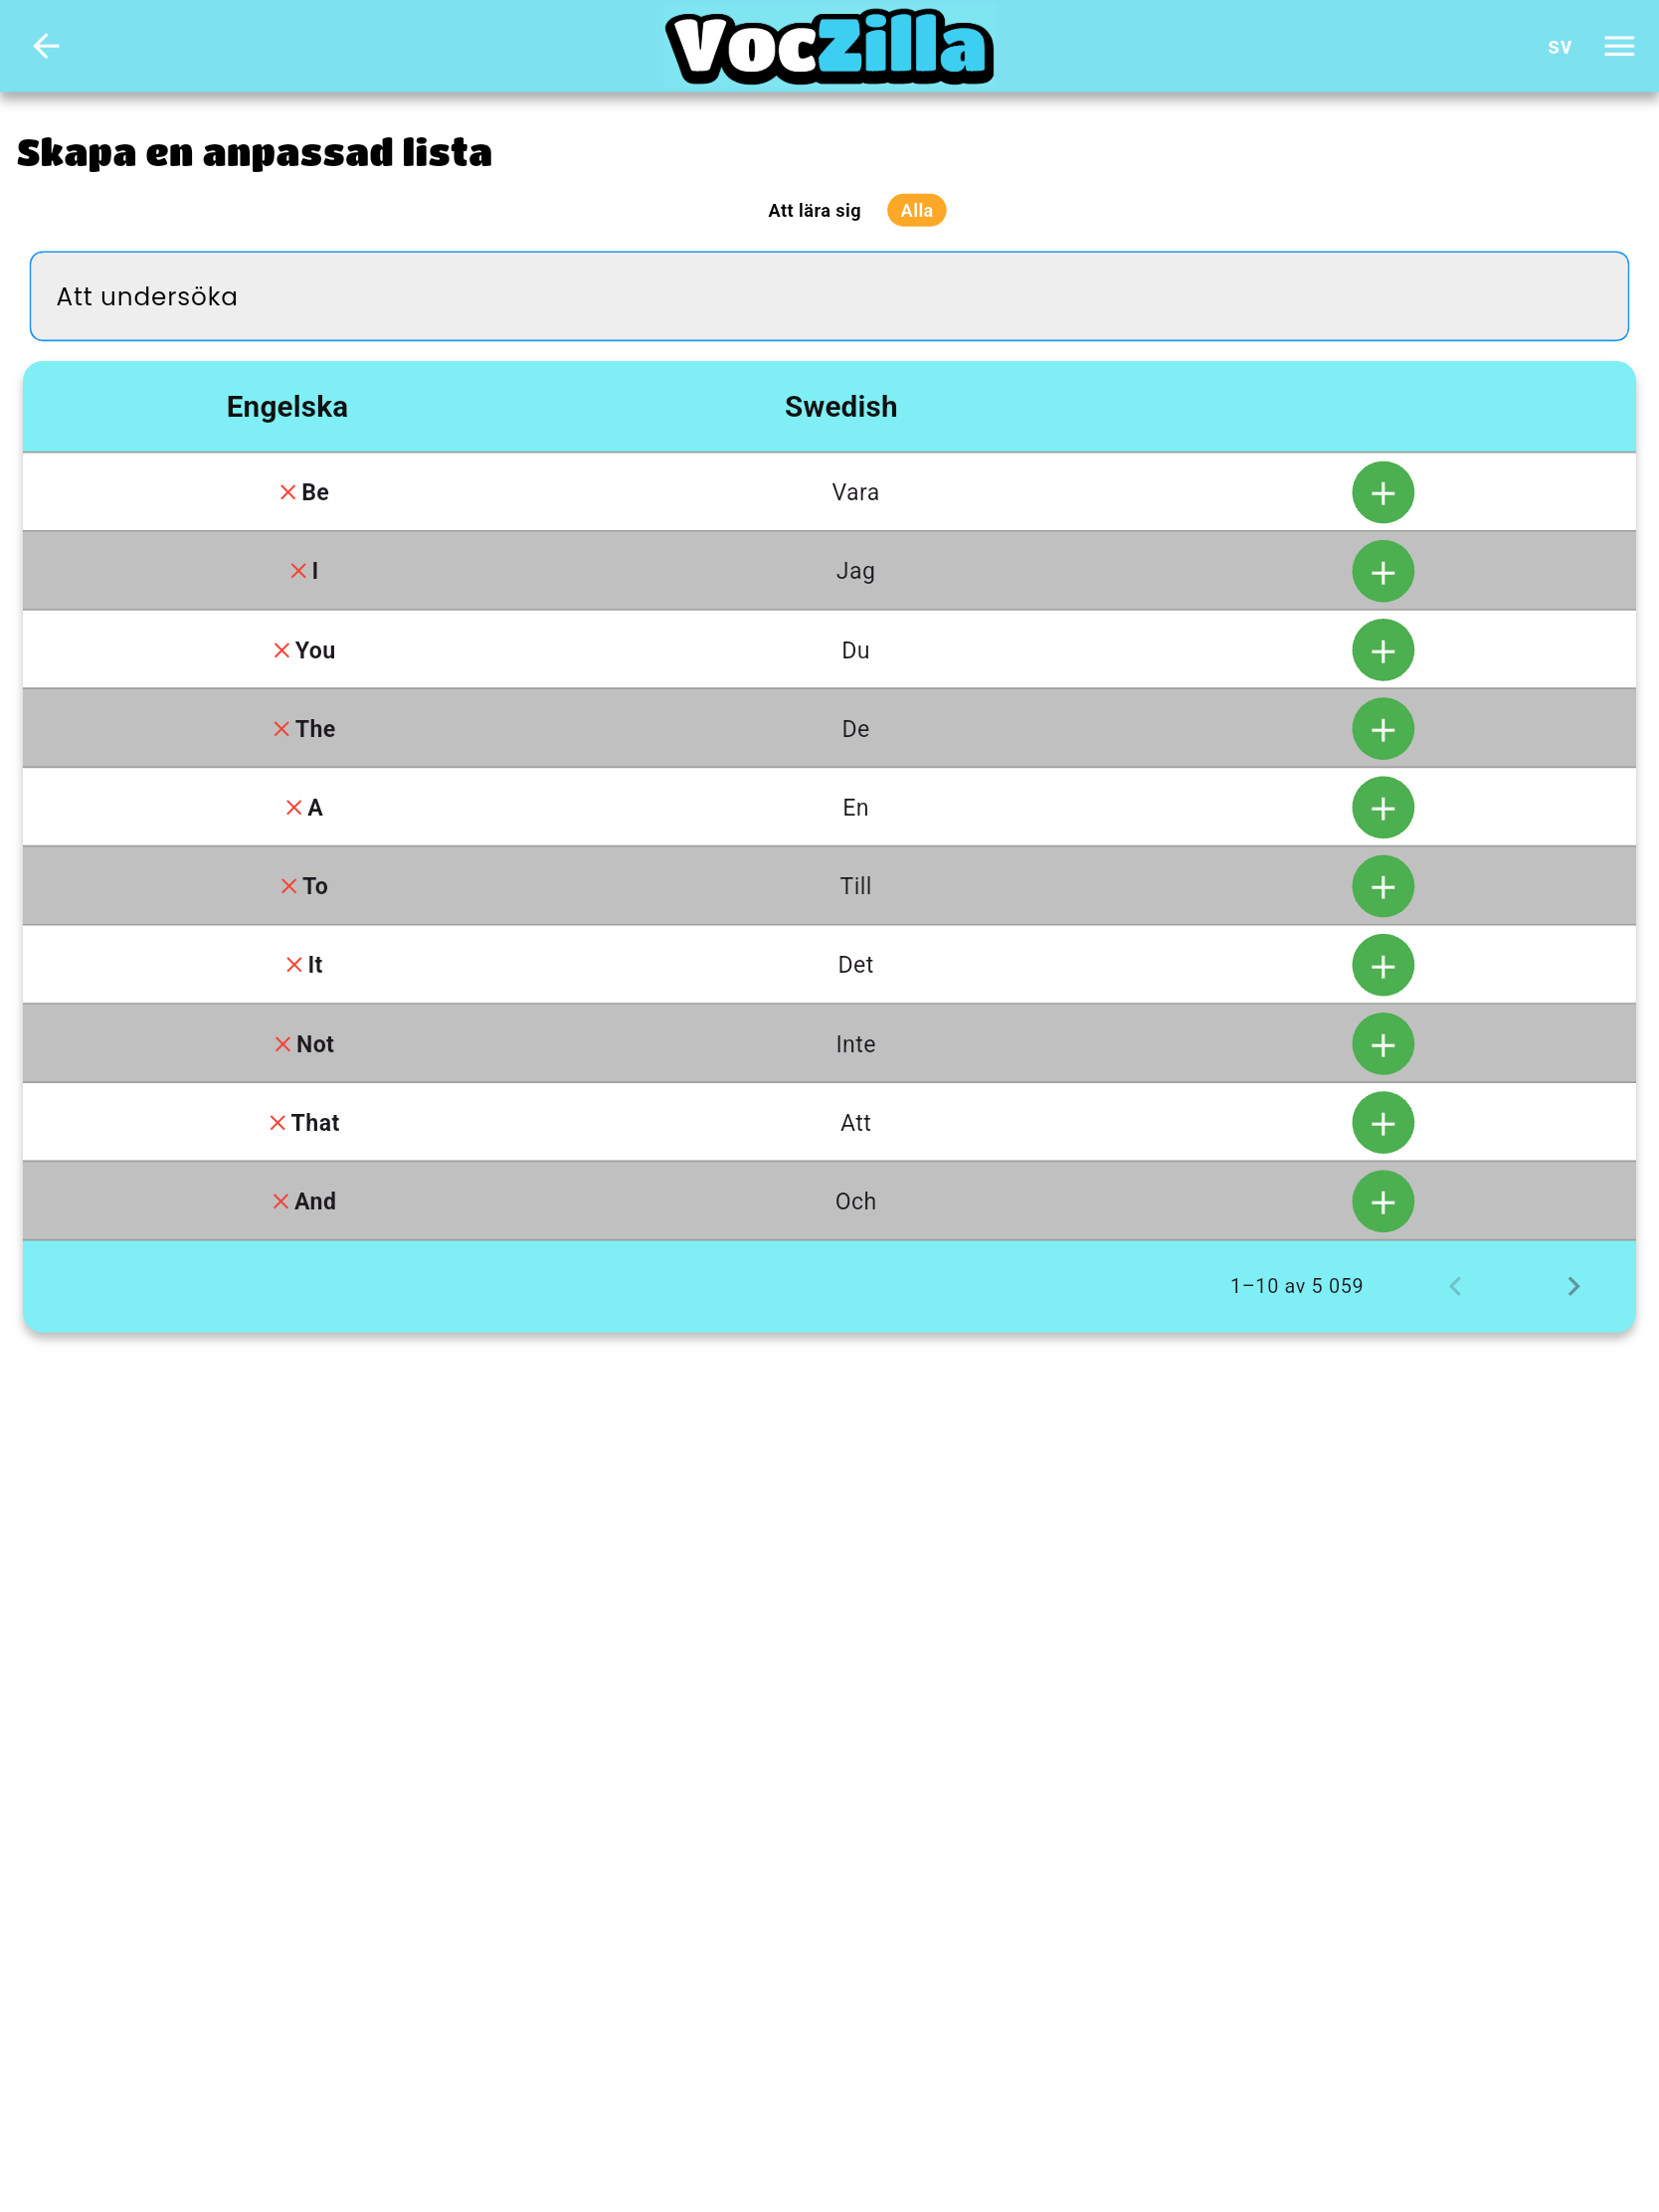 VocZilla
sv
Skapa en anpassad lista
Att lära sig Alla
Att undersöka
Engelska Swedish
Be Vara
I Jag
You Du
The De
A En
To Till
It Det
Not Inte
That Att
And Och
1–10 av 5 059